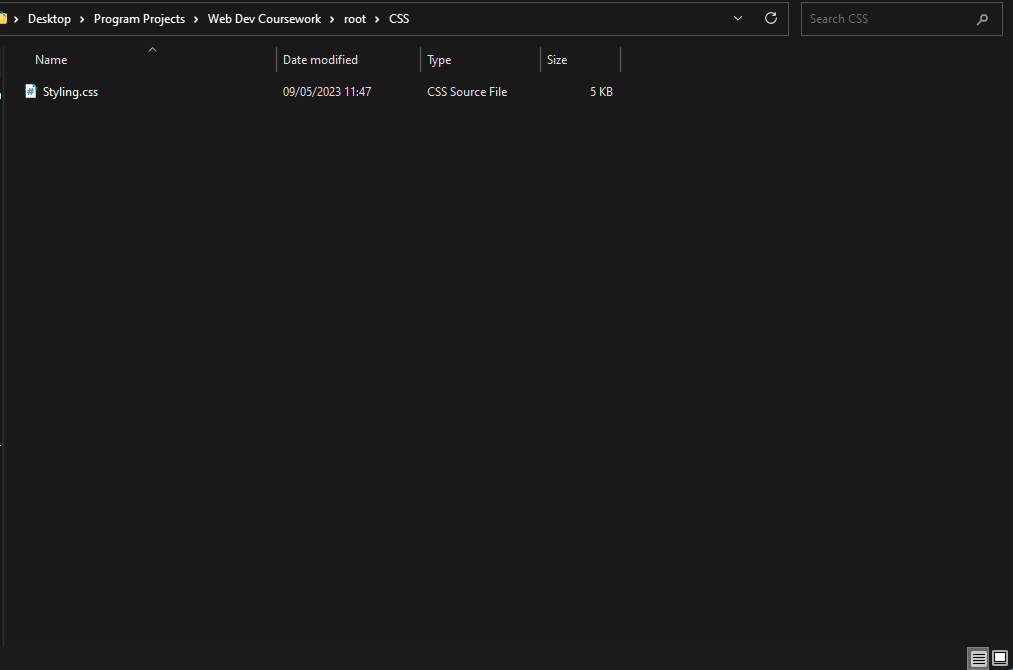 Desktop > Program Projects > Web Dev Coursework > root > CSS
Search CSS
Name Date modified Type Size
Styling.css 09/05/2023 11:47 CSS Source File 5 KB